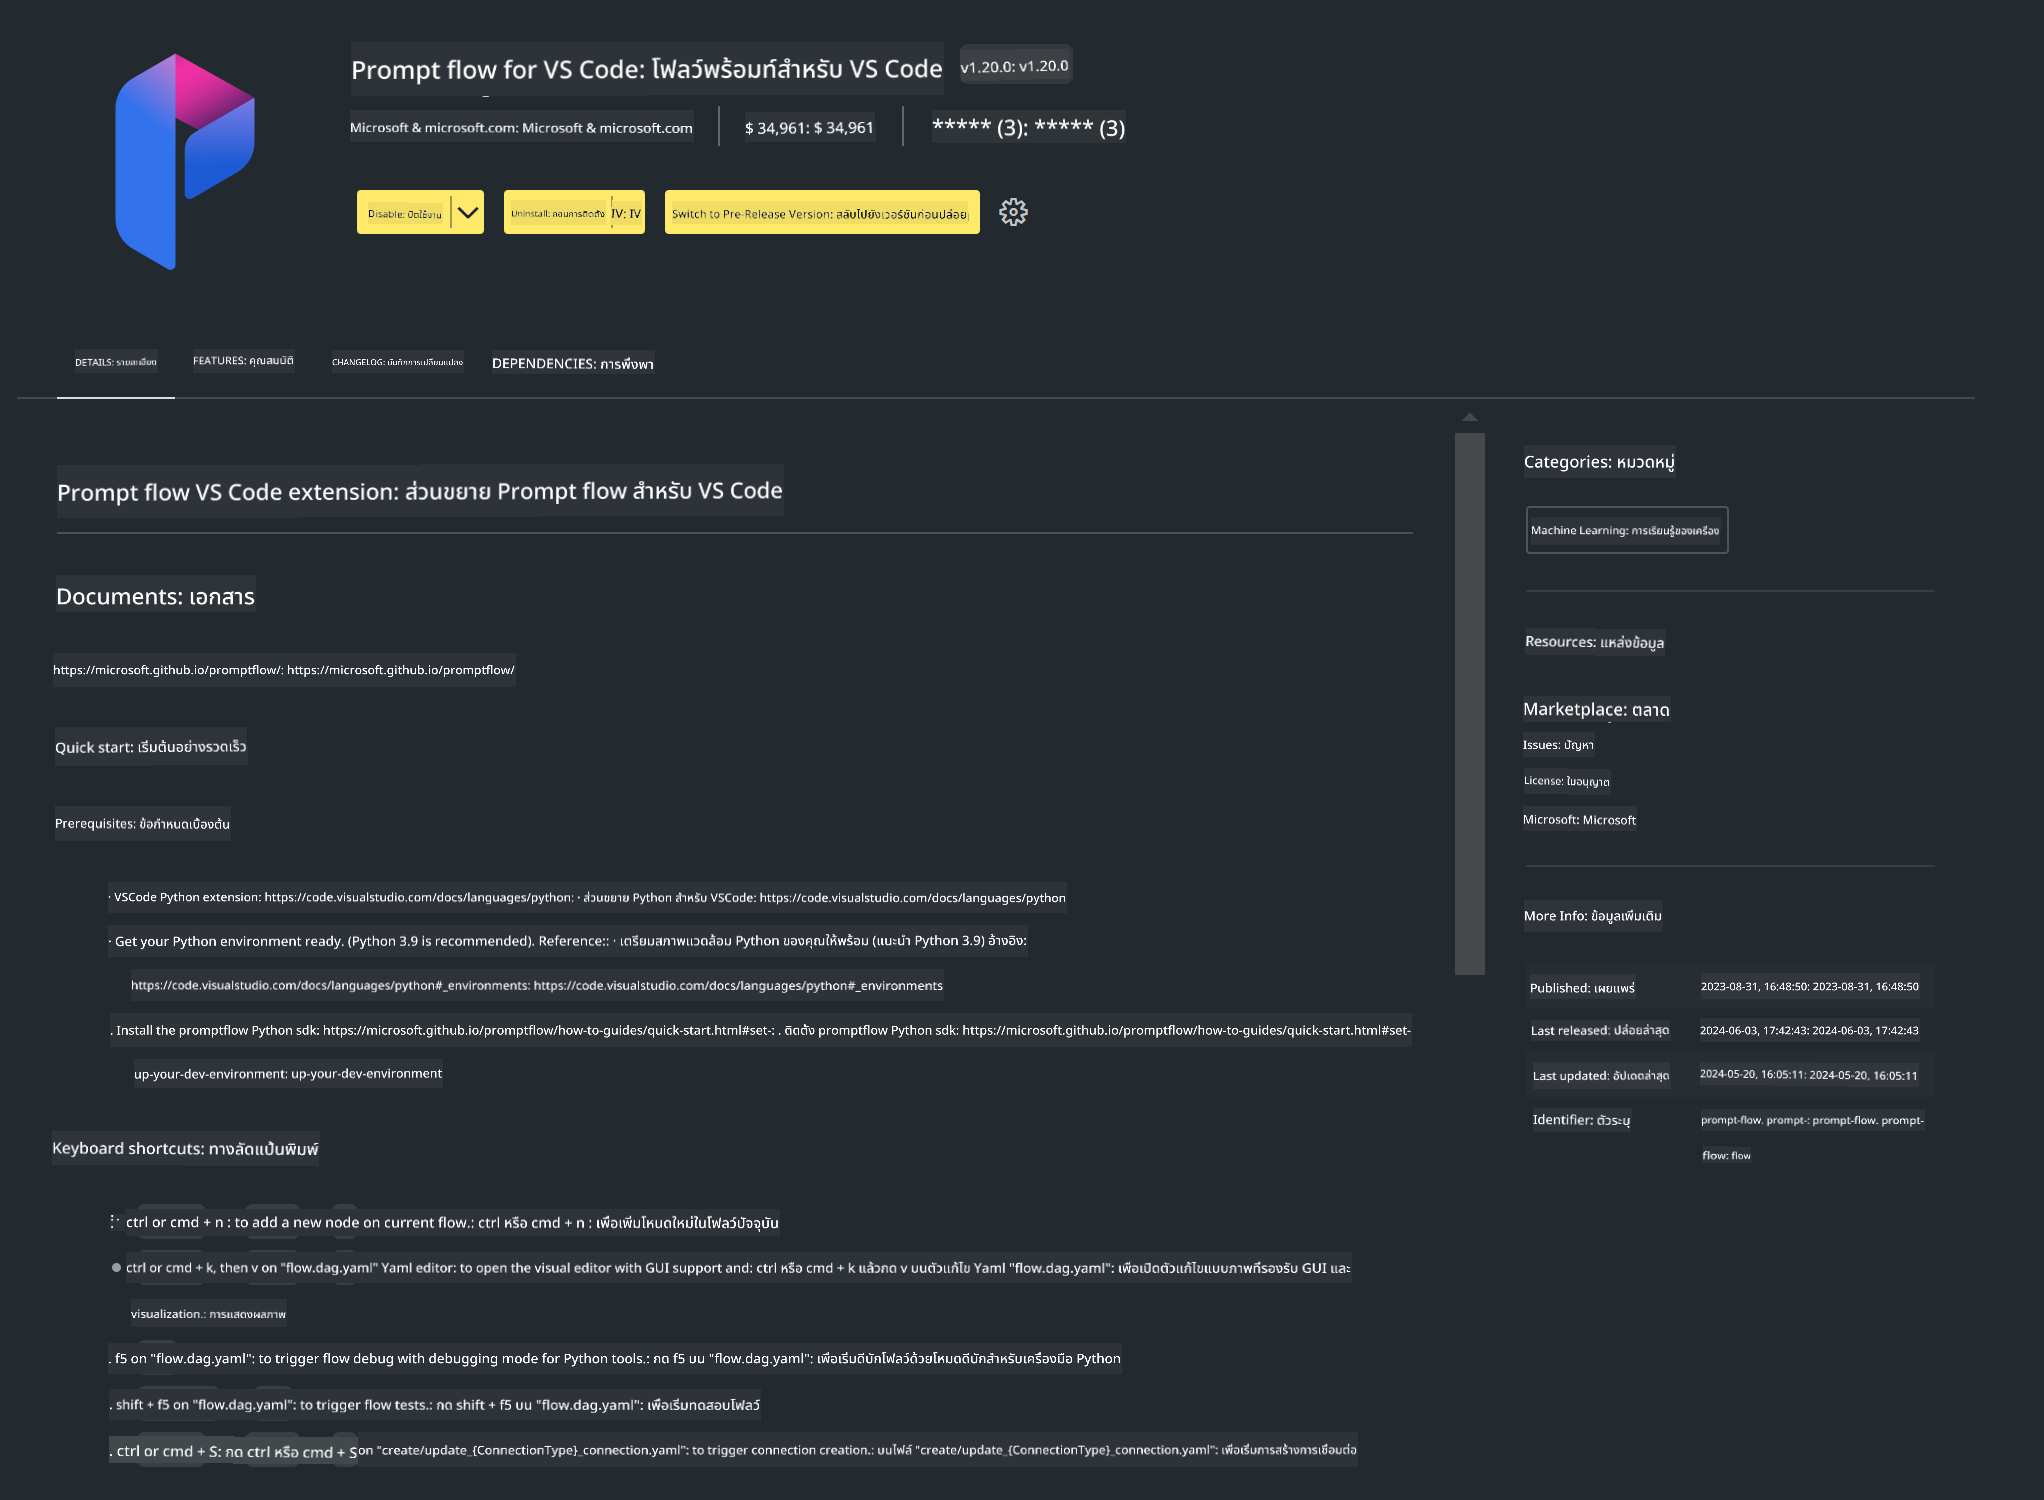 Prompt flow for VS Code: โฟลว์พร้อมท์สำหรับ VS Code
v1.20.0: v1.20.0
Microsoft & microsoft.com: Microsoft & microsoft.com
$ 34,961: $ 34,961
***** (3): ***** (3)
Disable: ปิดใช้งาน
Uninstall: ถอนการติดตั้ง
IV: IV
Switch to Pre-Release Version: สลับไปยังเวอร์ชันก่อนปล่อย
DETAILS: รายละเอียด
FEATURES: คุณสมบัติ
CHANGELOG: บันทึกการเปลี่ยนแปลง
DEPENDENCIES: การพึ่งพา
Prompt flow VS Code extension: ส่วนขยาย Prompt flow สำหรับ VS Code
Documents: เอกสาร
https://microsoft.github.io/promptflow/: https://microsoft.github.io/promptflow/
Quick start: เริ่มต้นอย่างรวดเร็ว
Prerequisites: ข้อกำหนดเบื้องต้น
· VSCode Python extension: https://code.visualstudio.com/docs/languages/python: · ส่วนขยาย Python สำหรับ VSCode: https://code.visualstudio.com/docs/languages/python
· Get your Python environment ready. (Python 3.9 is recommended). Reference:: · เตรียมสภาพแวดล้อม Python ของคุณให้พร้อม (แนะนำ Python 3.9) อ้างอิง:
https://code.visualstudio.com/docs/languages/python#_environments: https://code.visualstudio.com/docs/languages/python#_environments
. Install the promptflow Python sdk: https://microsoft.github.io/promptflow/how-to-guides/quick-start.html#set-: . ติดตั้ง promptflow Python sdk: https://microsoft.github.io/promptflow/how-to-guides/quick-start.html#set-
up-your-dev-environment: up-your-dev-environment
Keyboard shortcuts: ทางลัดแป้นพิมพ์
ctrl or cmd + n : to add a new node on current flow.: ctrl หรือ cmd + n : เพื่อเพิ่มโหนดใหม่ในโฟลว์ปัจจุบัน
ctrl or cmd + k, then v on "flow.dag.yaml" Yaml editor: to open the visual editor with GUI support and: ctrl หรือ cmd + k แล้วกด v บนตัวแก้ไข Yaml "flow.dag.yaml": เพื่อเปิดตัวแก้ไขแบบภาพที่รองรับ GUI และ
visualization.: การแสดงผลภาพ
. f5 on "flow.dag.yaml": to trigger flow debug with debugging mode for Python tools.: กด f5 บน "flow.dag.yaml": เพื่อเริ่มดีบักโฟลว์ด้วยโหมดดีบักสำหรับเครื่องมือ Python
. shift + f5 on "flow.dag.yaml": to trigger flow tests.: กด shift + f5 บน "flow.dag.yaml": เพื่อเริ่มทดสอบโฟลว์
. ctrl or cmd + S: กด ctrl หรือ cmd + S on "create/update_{ConnectionType}_connection.yaml": to trigger connection creation.: บนไฟล์ "create/update_{ConnectionType}_connection.yaml": เพื่อเริ่มการสร้างการเชื่อมต่อ
Categories: หมวดหมู่
Machine Learning: การเรียนรู้ของเครื่อง
Resources: แหล่งข้อมูล
Marketplace: ตลาด
Issues: ปัญหา
License: ใบอนุญาต
Microsoft: Microsoft
More Info: ข้อมูลเพิ่มเติม
Published: เผยแพร่ 2023-08-31, 16:48:50: 2023-08-31, 16:48:50
Last released: ปล่อยล่าสุด 2024-06-03, 17:42:43: 2024-06-03, 17:42:43
Last updated: อัปเดตล่าสุด 2024-05-20, 16:05:11: 2024-05-20, 16:05:11
Identifier: ตัวระบุ prompt-flow. prompt-: prompt-flow. prompt-
flow: flow